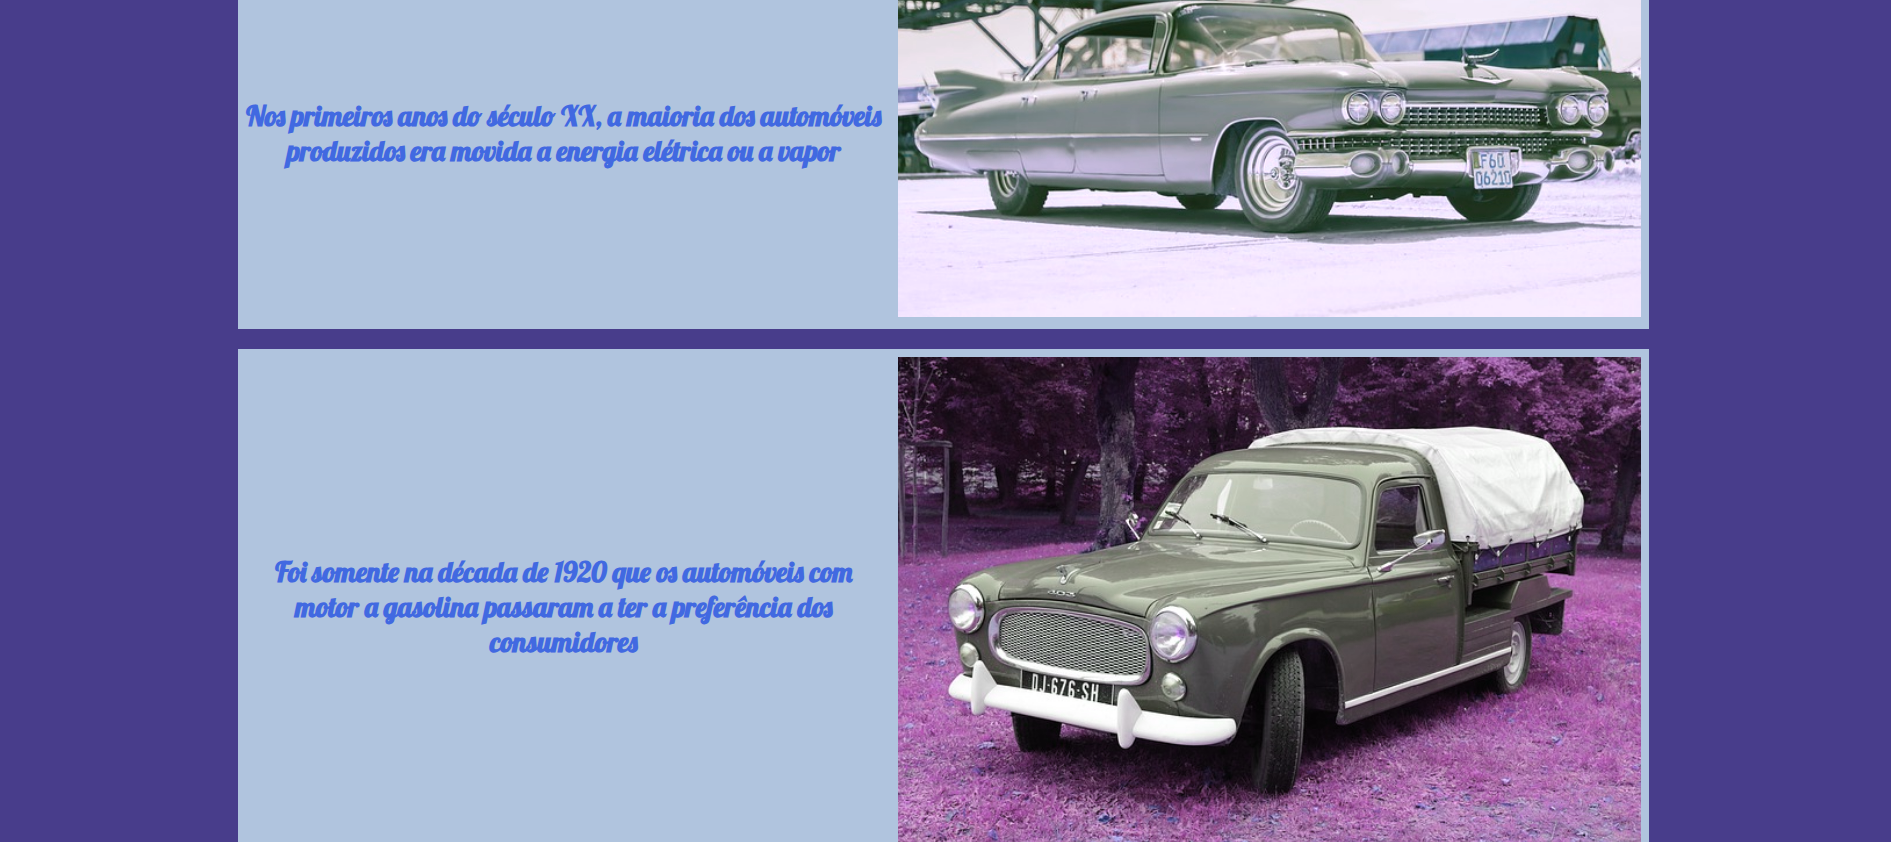 Nos primeiros anos do século XX, a maioria dos automóveis
produzidos era movida a energia elétrica ou a vapor
F60
06210
Foi somente na década de 1920 que os automóveis com
motor a gasolina passaram a ter a preferência dos
consumidores
403
DJ-676-SH